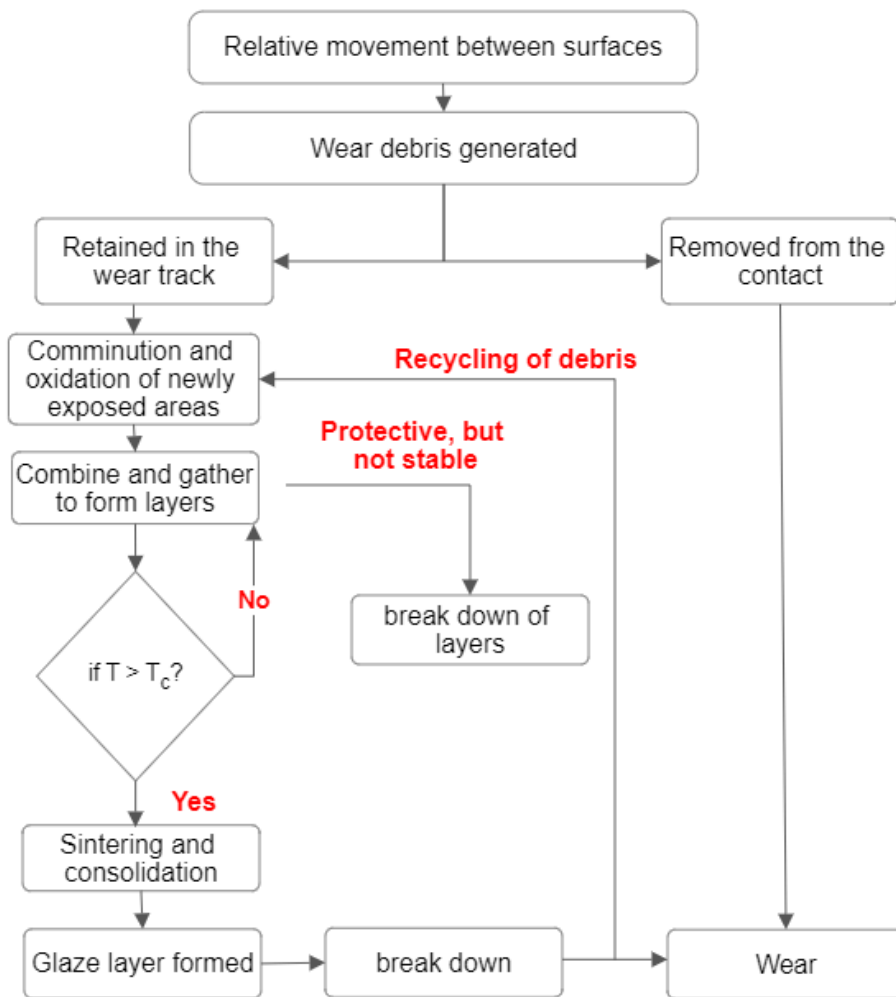 Relative movement between surfaces
Wear debris generated
Retained in the
wear track
Removed from the
contact
Comminution and
oxidation of newly
exposed areas
Recycling of debris
Protective, but
not stable
Combine and gather
to form layers
No
break down of
layers
if T > Tc?
Yes
Sintering and
consolidation
Glaze layer formed
break down
Wear